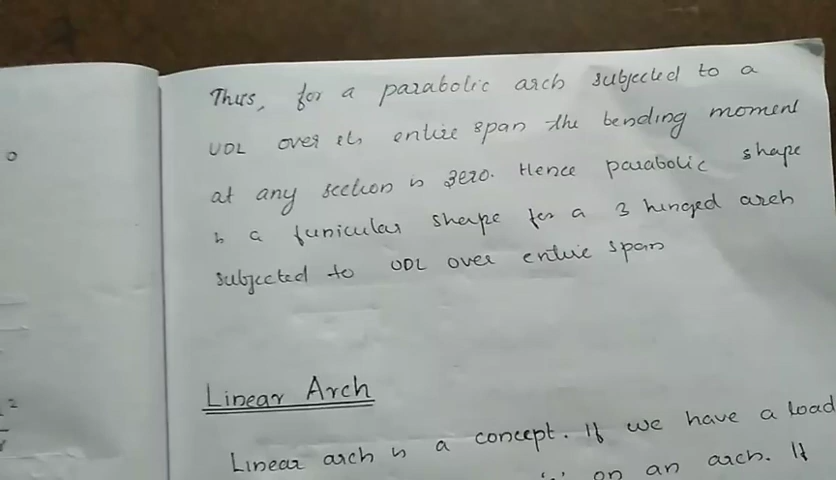 Thus, for a parabolic arch subjected to a
UDL over its entire span the bending moment
at any section is zero. Hence parabolic shape
is a funicular shape for a 3 hinged arch
subjected to UDL over entire span
Linear Arch
Linear arch is a concept. If we have a load
on an arch. If